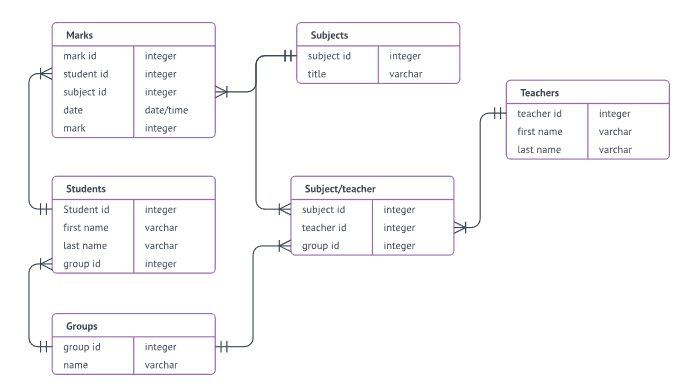 Marks
mark id integer
student id integer
subject id integer
date date/time
mark integer
Subjects
subject id integer
title varchar
Teachers
teacher id integer
first name varchar
last name varchar
Students
Student id integer
first name varchar
last name varchar
group id integer
Subject/teacher
subject id integer
teacher id integer
group id integer
Groups
group id integer
name varchar